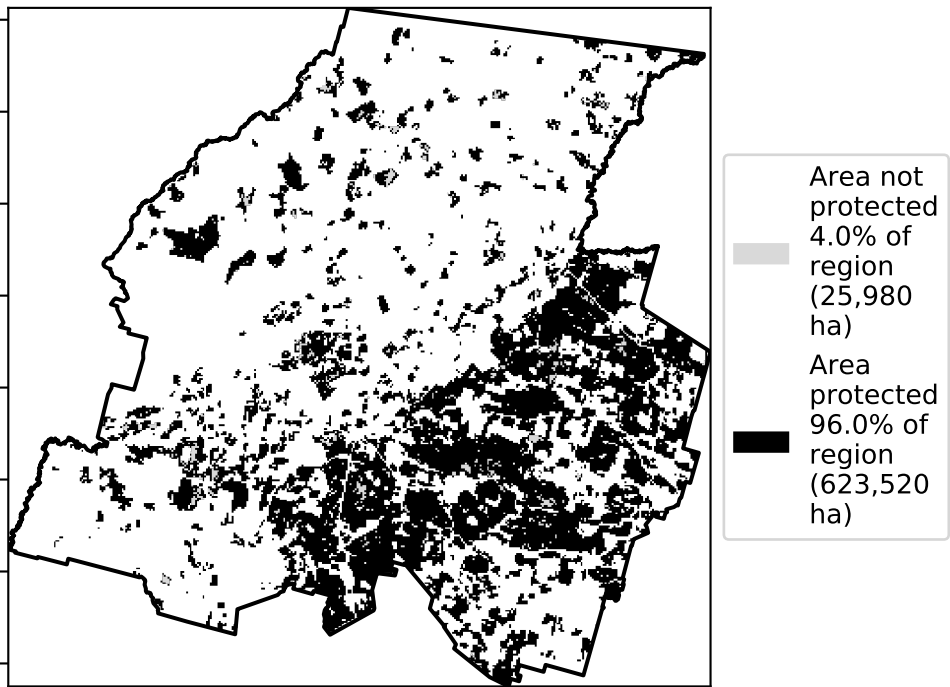 Area not
protected
4.0% of
region
(25,980
ha)
Area
protected
96.0% of
region
(623,520
ha)